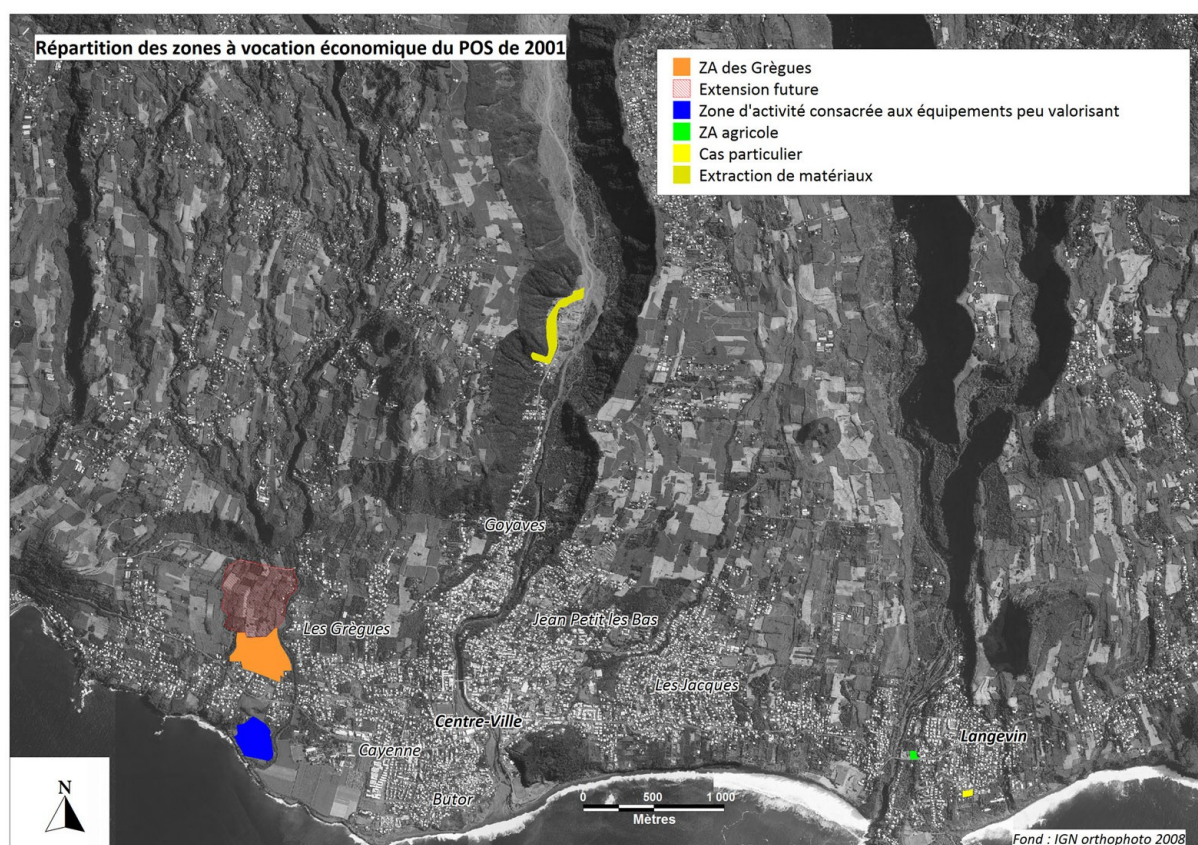 Répartition des zones à vocation économique du POS de 2001
ZA des Grègues
Extension future
Zone d'activité consacrée aux équipements peu valorisant
ZA agricole
Cas particulier
Extraction de matériaux
Goyaves
Jean Petit les Bas
Les Grègues
Les Jacques
Centre-Ville
Langevin
Cayenne
Butor
0 500 1 000
Mètres
N
Fond : IGN orthophoto 2008